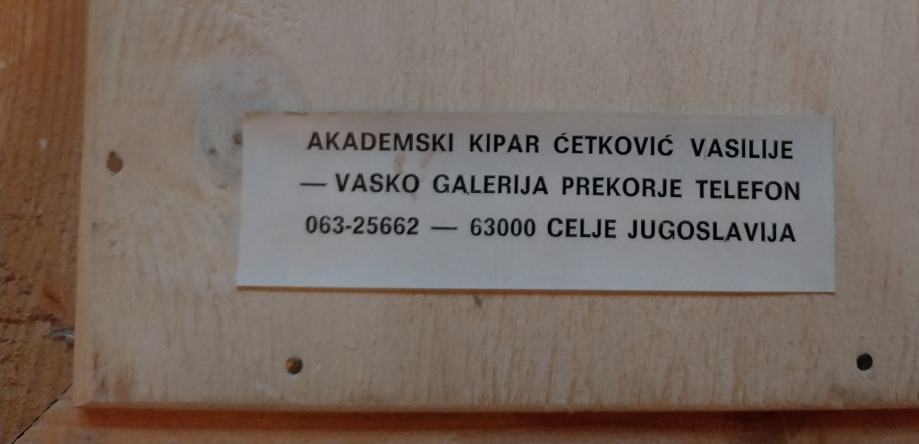 AKADEMSKI KIPAR ĆETKOVIĆ VASILIJE
— VASKO GALERIJA PREKORJE TELEFON
063-25662 — 63000 CELJE JUGOSLAVIJA